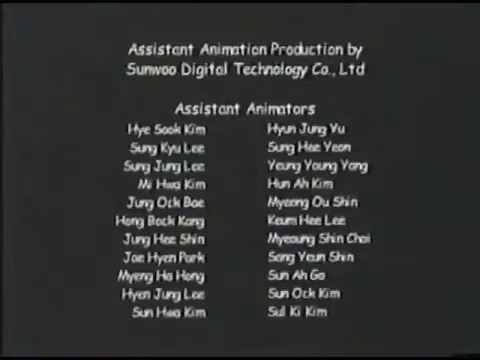 Assistant Animation Production by
Sunwoo Digital Technology Co., Ltd
Assistant Animators
Hye Sook Kim Hyun Jung Yu
Sung Kyu Lee Sung Hee Yeon
Sung Jung Lee Yeung Young Yang
Mi Hwa Kim Hun Ah Kim
Jung Ock Bae Myeong Ou Shin
Hong Bock Kang Keum Hee Lee
Jung Hee Shin Myeoung Shin Choi
Jae Hyen Park Song Yeun Shin
Myeng Ha Hong Sun Ah Go
Hyen Jung Lee Sun Ock Kim
Sun Hwa Kim Sul Ki Kim